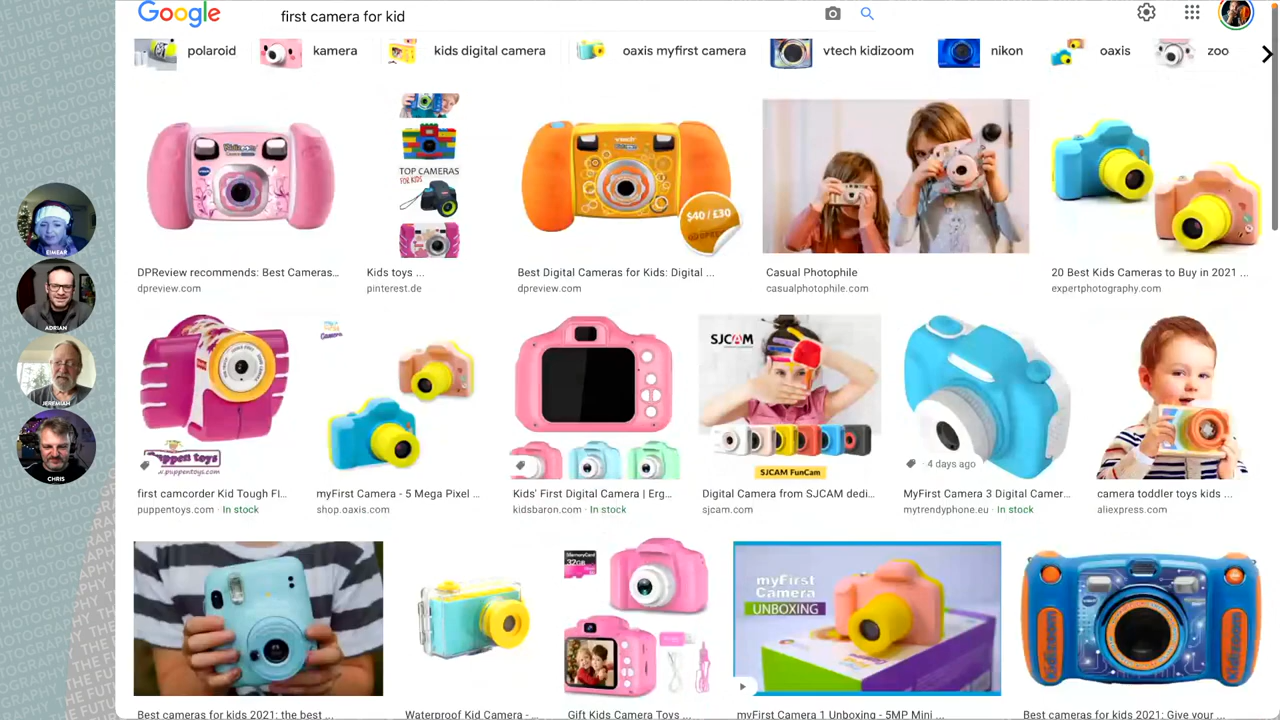 Google
first camera for kid
polaroid
kamera
kids digital camera
oaxis myfirst camera
vtech kidizoom
nikon
oaxis
zoo
TOP CAMERAS
FOR KIDS
vtech
$40 / £30
DPReview recommends: Best Cameras...
dpreview.com
Kids toys ...
pinterest.de
Best Digital Cameras for Kids: Digital ...
dpreview.com
Casual Photophile
casualphotophile.com
20 Best Kids Cameras to Buy in 2021 ...
expertphotography.com
EIMEAR
ADRIAN
JEREMIAH
CHRIS
SJCAM
SJCAM FunCam
4 days ago
first camcorder Kid Tough Fl...
puppentoys.com · In stock
myFirst Camera - 5 Mega Pixel ...
shop.oaxis.com
Kids' First Digital Camera | Erg...
kidsbaron.com · In stock
Digital Camera from SJCAM dedi...
sjcam.com
MyFirst Camera 3 Digital Camer...
mytrendyphone.eu · In stock
camera toddler toys kids ...
aliexpress.com
MemoryCard
32GB
myFirst
Camera
UNBOXING
Kidizoom
Best cameras for kids 2021: the best ...
Waterproof Kid Camera - ...
Gift Kids Camera Toys ...
myFirst Camera 1 Unboxing - 5MP Mini ...
Best cameras for kids 2021: Give your ...